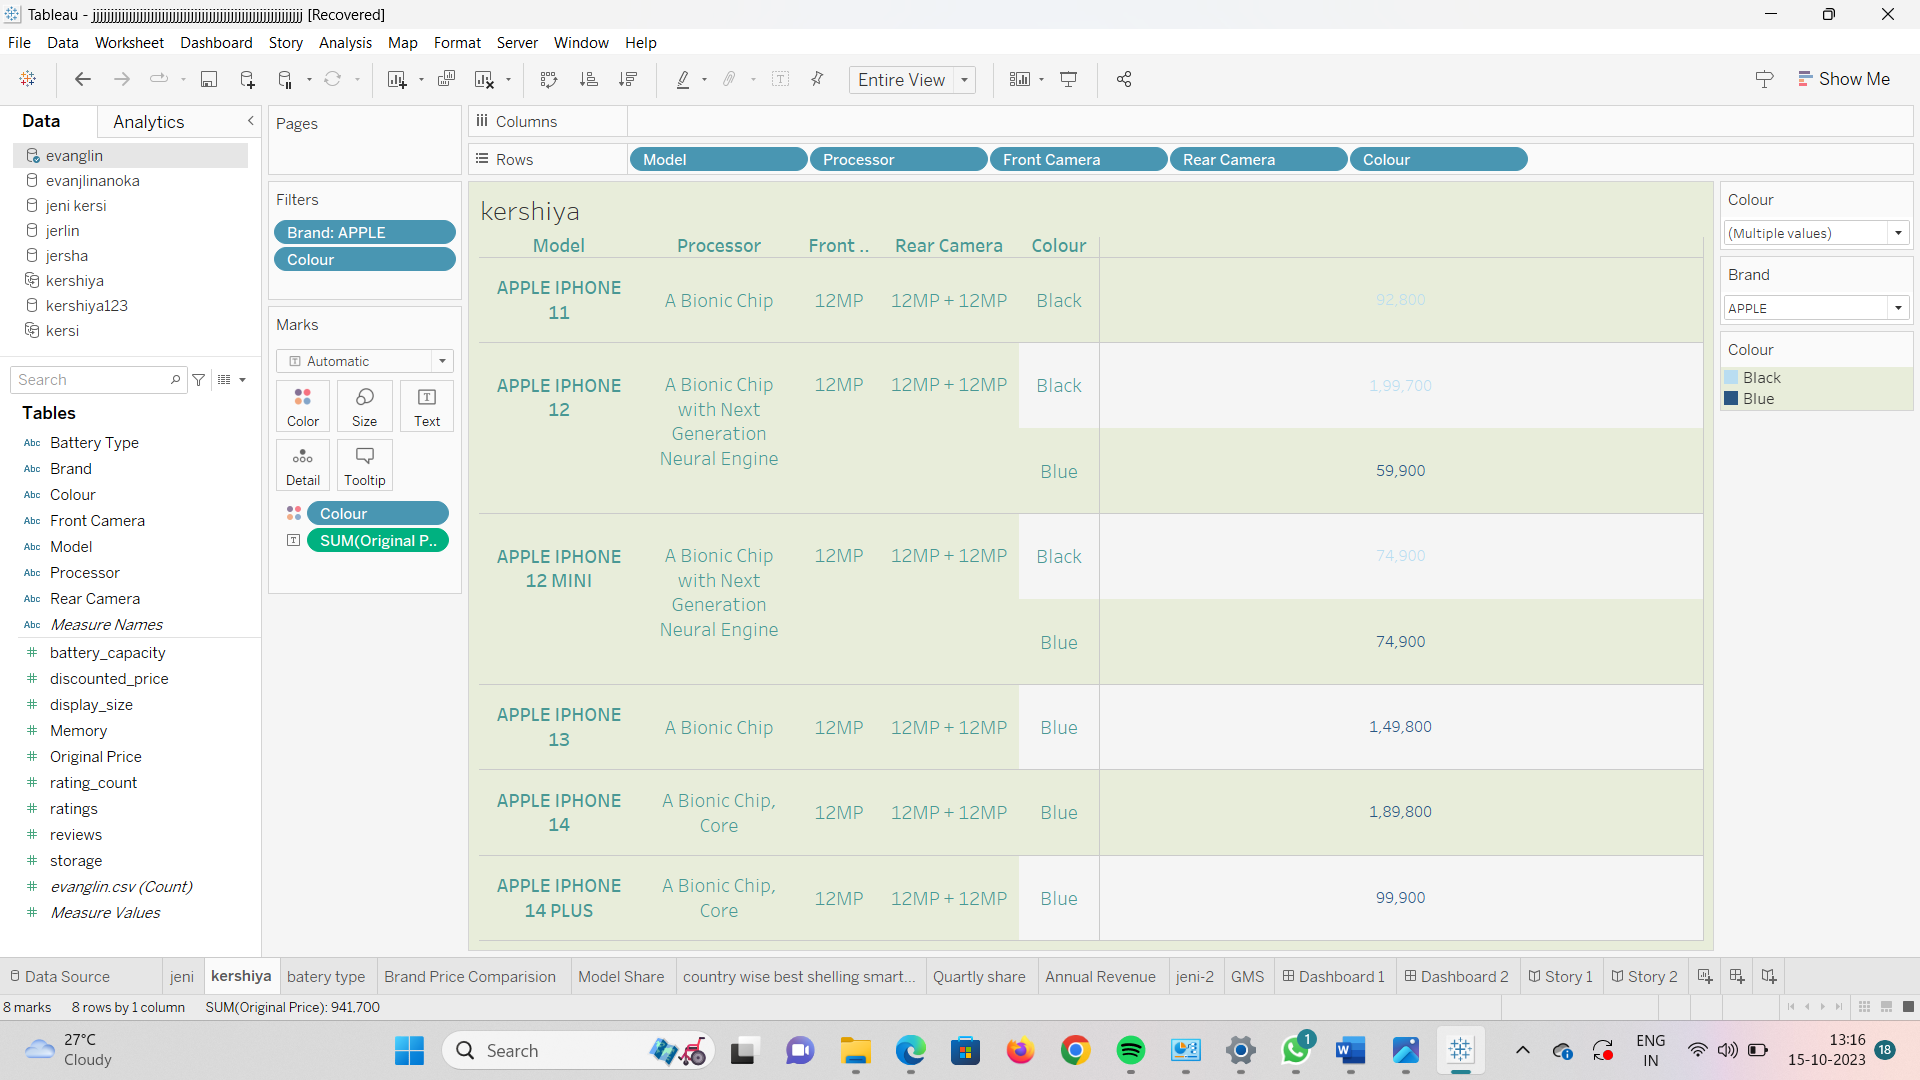 Tableau - jjjjjjjjjjjjjjjjjjjjjjjjjjjjjjjjjjjjjjjjjjjjjjjjjjjjjjjjjj [Recovered]
File Data Worksheet Dashboard Story Analysis Map Format Server Window Help
Entire View
Show Me
Data Analytics
evanglin
evanjlinanoka
jeni kersi
jerlin
jersha
kershiya
kershiya123
kersi
Search
Tables
Abc Battery Type
Abc Brand
Abc Colour
Abc Front Camera
Abc Model
Abc Processor
Abc Rear Camera
Abc Measure Names
# battery_capacity
# discounted_price
# display_size
# Memory
# Original Price
# rating_count
# ratings
# reviews
# storage
# evanglin.csv (Count)
# Measure Values
Pages
Filters
Brand: APPLE
Colour
Marks
Automatic
Color Size Text
Detail Tooltip
Colour
SUM(Original P..
Columns
Rows Model Processor Front Camera Rear Camera Colour
kershiya
Model Processor Front .. Rear Camera Colour
APPLE IPHONE
11
A Bionic Chip 12MP 12MP + 12MP Black 92,800
APPLE IPHONE
12
A Bionic Chip
with Next
Generation
Neural Engine
12MP 12MP + 12MP Black 1,99,700
Blue 59,900
APPLE IPHONE
12 MINI
A Bionic Chip
with Next
Generation
Neural Engine
12MP 12MP + 12MP Black 74,900
Blue 74,900
APPLE IPHONE
13
A Bionic Chip 12MP 12MP + 12MP Blue 1,49,800
APPLE IPHONE
14
A Bionic Chip,
Core
12MP 12MP + 12MP Blue 1,89,800
APPLE IPHONE
14 PLUS
A Bionic Chip,
Core
12MP 12MP + 12MP Blue 99,900
Colour
(Multiple values)
Brand
APPLE
Colour
Black
Blue
Data Source jeni kershiya batery type Brand Price Comparision Model Share country wise best shelling smart... Quartly share Annual Revenue jeni-2 GMS Dashboard 1 Dashboard 2 Story 1 Story 2
8 marks 8 rows by 1 column SUM(Original Price): 941,700
27°C
Cloudy
Search
1
ENG
IN
13:16
15-10-2023
18